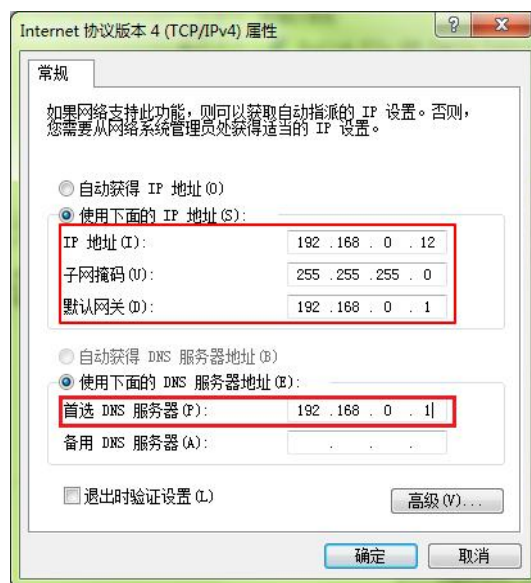 Internet 协议版本 4 (TCP/IPv4) 属性
常规
如果网络支持此功能，则可以获取自动指派的 IP 设置。否则，
您需要从网络系统管理员处获得适当的 IP 设置。
自动获得 IP 地址(O)
使用下面的 IP 地址(S):
IP 地址(I): 192 .168 . 0 . 12
子网掩码(U): 255 .255 .255 . 0
默认网关(D): 192 .168 . 0 . 1
自动获得 DNS 服务器地址(B)
使用下面的 DNS 服务器地址(E):
首选 DNS 服务器(P): 192 .168 . 0 . 1
备用 DNS 服务器(A): . . .
退出时验证设置(L)
高级(V)...
确定 取消